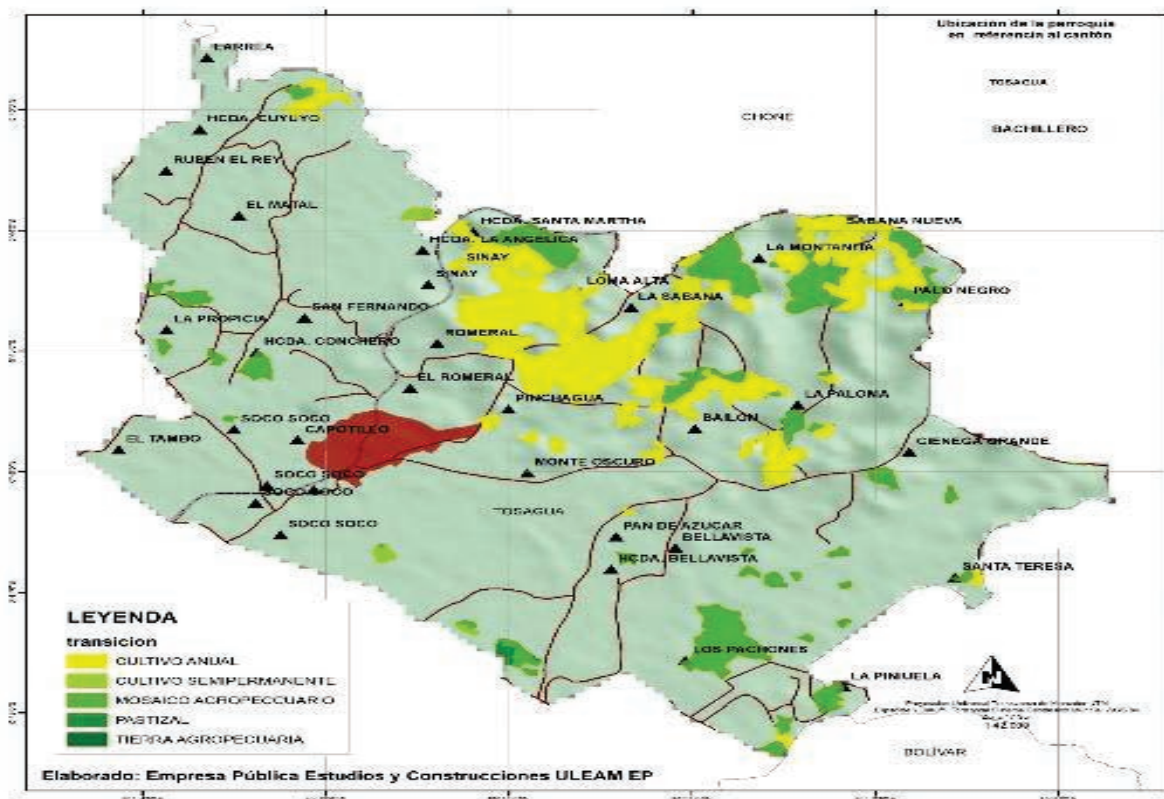 Ubicación de la parroquia
en referencia al cantón
LARREA
TOSAGUA
CHONE
BACHILLERO
HCDA. CUYUYO
RUBEN EL REY
EL MATAL
HCDA. SANTA MARTHA
SABANA NUEVA
HCDA. LA ANGELICA
SINAY
LA MONTAÑITA
SINAY
LOMA ALTA
LA SABANA
PALO NEGRO
SAN FERNANDO
LA PROPICIA
ROMERAL
HCDA. CONCHERO
EL ROMERAL
PINCHAGUA
LA PALOMA
SOCO SOCO
CAPOTILLO
BAILON
EL TAMBO
CIENEGA GRANDE
SOCO SOCO
MONTE OSCURO
SOCO SOCO
TOSAGUA
SOCO SOCO
PAN DE AZUCAR
BELLAVISTA
HCDA. BELLAVISTA
SANTA TERESA
LEYENDA
transicion
CULTIVO ANUAL
CULTIVO SEMIPERMANENTE
MOSAICO AGROPECUARIO
PASTIZAL
TIERRA AGROPECUARIA
LOS PACHONES
LA PIÑUELA
BOLÍVAR
Elaborado: Empresa Pública Estudios y Construcciones ULEAM EP